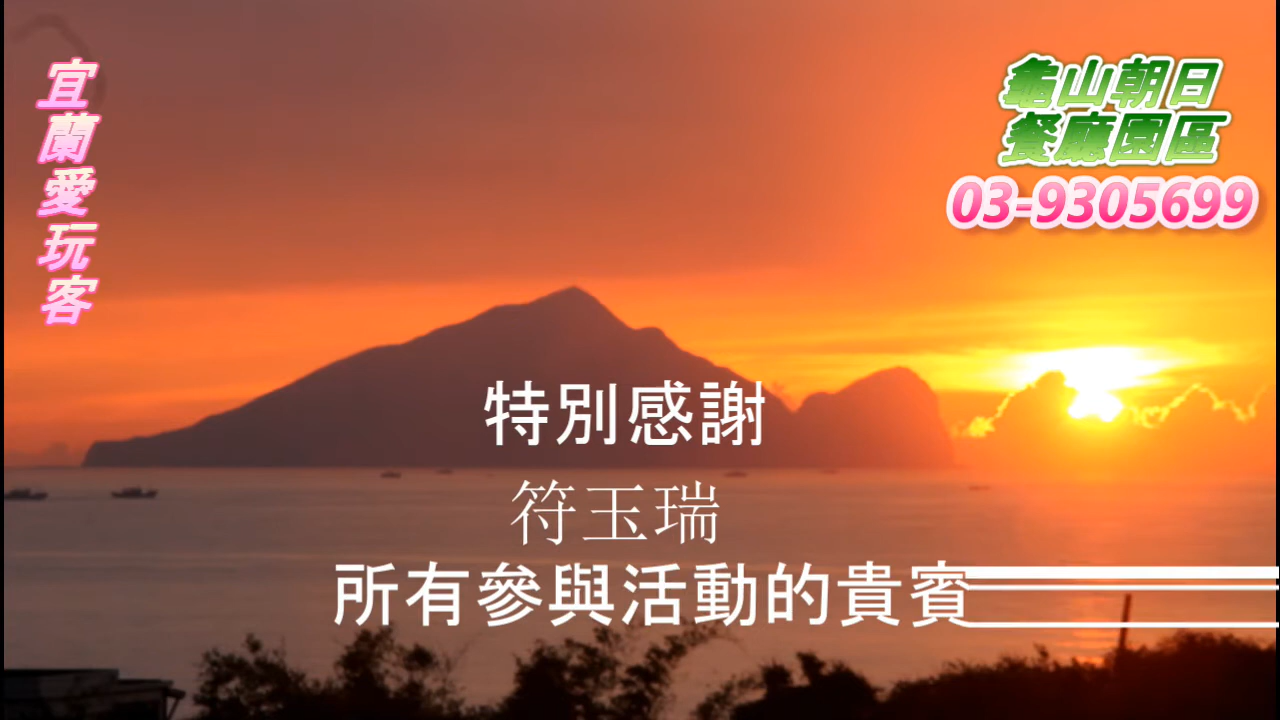 宜蘭愛玩客
龜山朝日
餐廳園區
03-9305699
特別感謝
符玉瑞
所有參與活動的貴賓